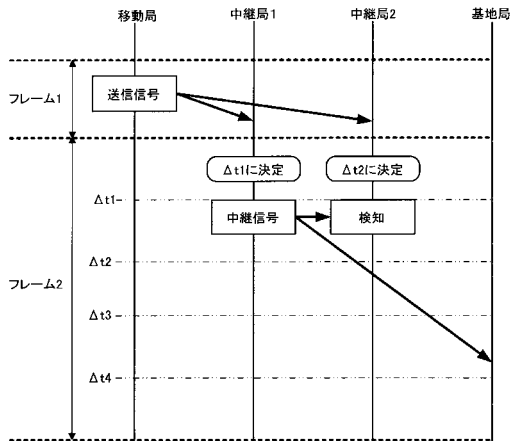 移動局 中継局1 中継局2 基地局
フレーム1
送信信号
Δt1に決定 Δt2に決定
Δt1
中継信号 検知
Δt2
フレーム2
Δt3
Δt4